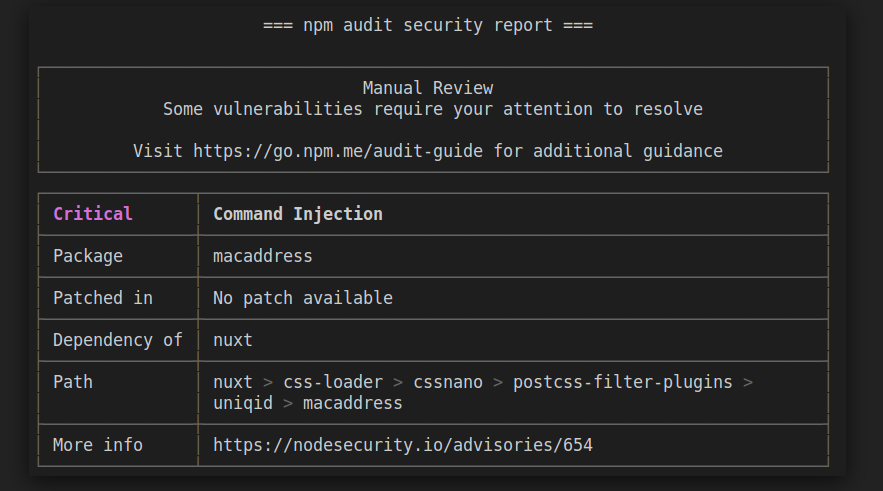 === npm audit security report ===
Manual Review
Some vulnerabilities require your attention to resolve
Visit https://go.npm.me/audit-guide for additional guidance
Critical Command Injection
Package macaddress
Patched in No patch available
Dependency of nuxt
Path nuxt > css-loader > cssnano > postcss-filter-plugins >
uniqid > macaddress
More info https://nodesecurity.io/advisories/654